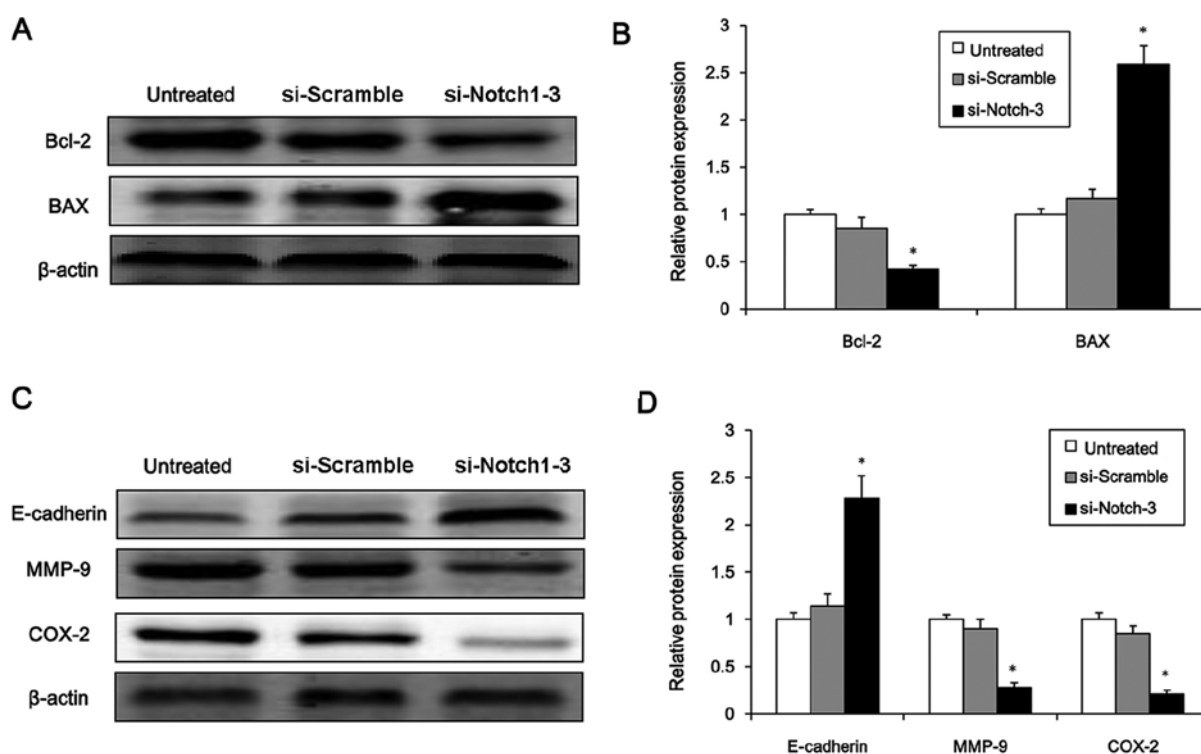 A
Untreated si-Scramble si-Notch1-3
Bcl-2
BAX
β-actin
B
Relative protein expression
3
2.5
2
1.5
1
0.5
0
Untreated
si-Scramble
si-Notch-3
*
*
Bcl-2 BAX
C
Untreated si-Scramble si-Notch1-3
E-cadherin
MMP-9
COX-2
β-actin
D
Relative protein expression
3
2.5
2
1.5
1
0.5
0
Untreated
si-Scramble
si-Notch-3
*
*
*
E-cadherin MMP-9 COX-2